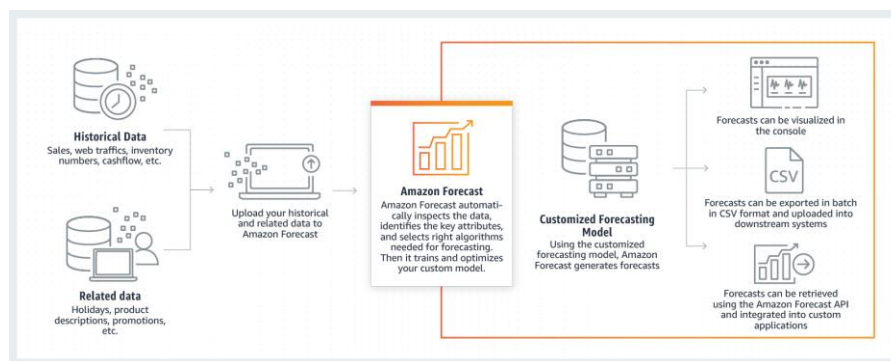 Historical Data
Sales, web traffics, inventory
numbers, cashflow, etc.
Related data
Holidays, product
descriptions, promotions,
etc.
Upload your historical
and related data to
Amazon Forecast
Amazon Forecast
Amazon Forecast automati-
cally inspects the data,
identifies the key attributes,
and selects right algorithms
needed for forecasting.
Then it trains and optimizes
your custom model.
Customized Forecasting
Model
Using the customized
forecasting model, Amazon
Forecast generates forecasts
Forecasts can be visualized in
the console
CSV
Forecasts can be exported in batch
in CSV format and uploaded into
downstream systems
Forecasts can be retrieved
using the Amazon Forecast API
and integrated into custom
applications